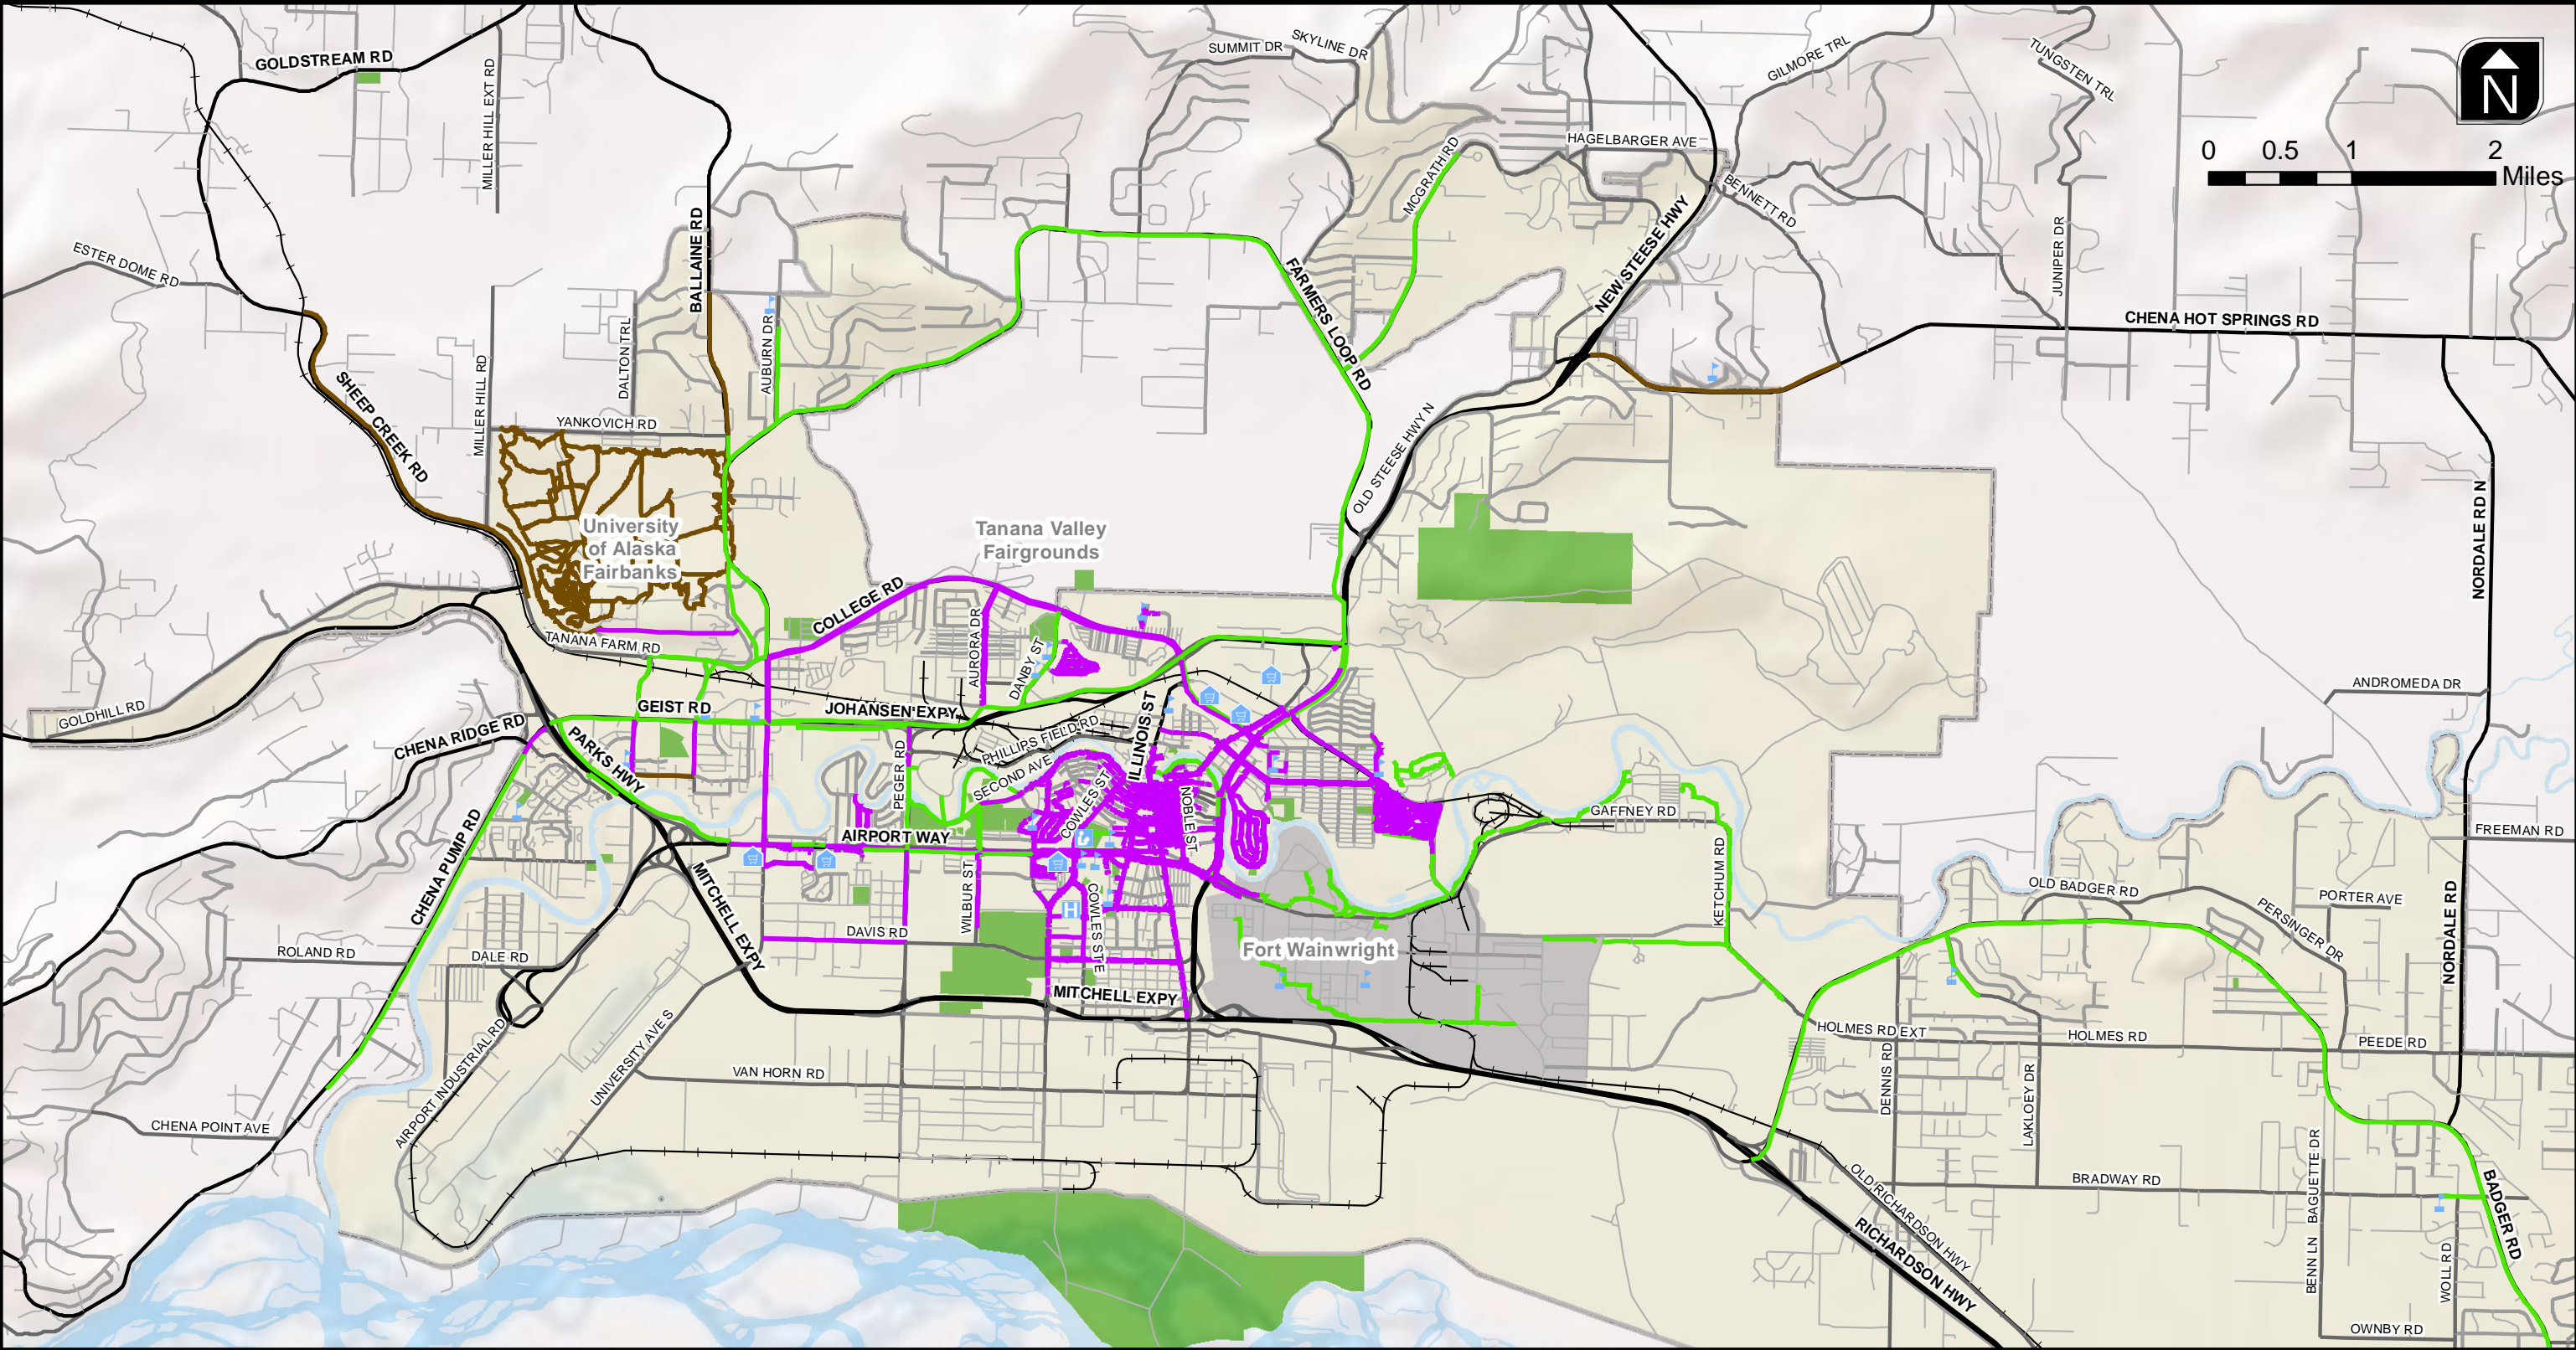 GOLDSTREAM RD
MILLER HILL EXT RD
SUMMIT DR
SKYLINE DR
GILMORE TRL
TUNGSTEN TRL
N
0 0.5 1 2
Miles
HAGELBARGER AVE
MCGRATH RD
BENNETT RD
ESTER DOME RD
BALLAINE RD
NEW STEESE HWY
JUNIPER DR
FARMERS LOOP RD
CHENA HOT SPRINGS RD
AUBURN DR
DALTON TRL
MILLER HILL RD
SHEEP CREEK RD
YANKOVICH RD
OLD STEESE HWY N
NORDALE RD N
University
of Alaska
Fairbanks
Tanana Valley
Fairgrounds
COLLEGE RD
AURORA DR
TANANA FARM RD
DANBY ST
ANDROMEDA DR
GOLDHILL RD
GEIST RD
JOHANSEN EXPY
ILLINOIS ST
CHENA RIDGE RD
PARKS HWY
PHILLIPS FIELD RD
PEGER RD
SECOND AVE
COWLES ST
NOBLE ST
GAFFNEY RD
FREEMAN RD
CHENA PUMP RD
AIRPORT WAY
MITCHELL EXPY
WILBUR ST
KETCHUM RD
OLD BADGER RD
PORTER AVE
PERSINGER DR
H
COWLES ST E
DAVIS RD
ROLAND RD
DALE RD
Fort Wainwright
NORDALE RD
MITCHELL EXPY
AIRPORT INDUSTRIAL RD
UNIVERSITY AVE S
HOLMES RD EXT
HOLMES RD
PEEDE RD
VAN HORN RD
DENNIS RD
LAKLOEY DR
CHENA POINT AVE
BAGUETTE DR
BRADWAY RD
OLD RICHARDSON HWY
RICHARDSON HWY
BADGER RD
BENN LN
WOLL RD
OWNBY RD